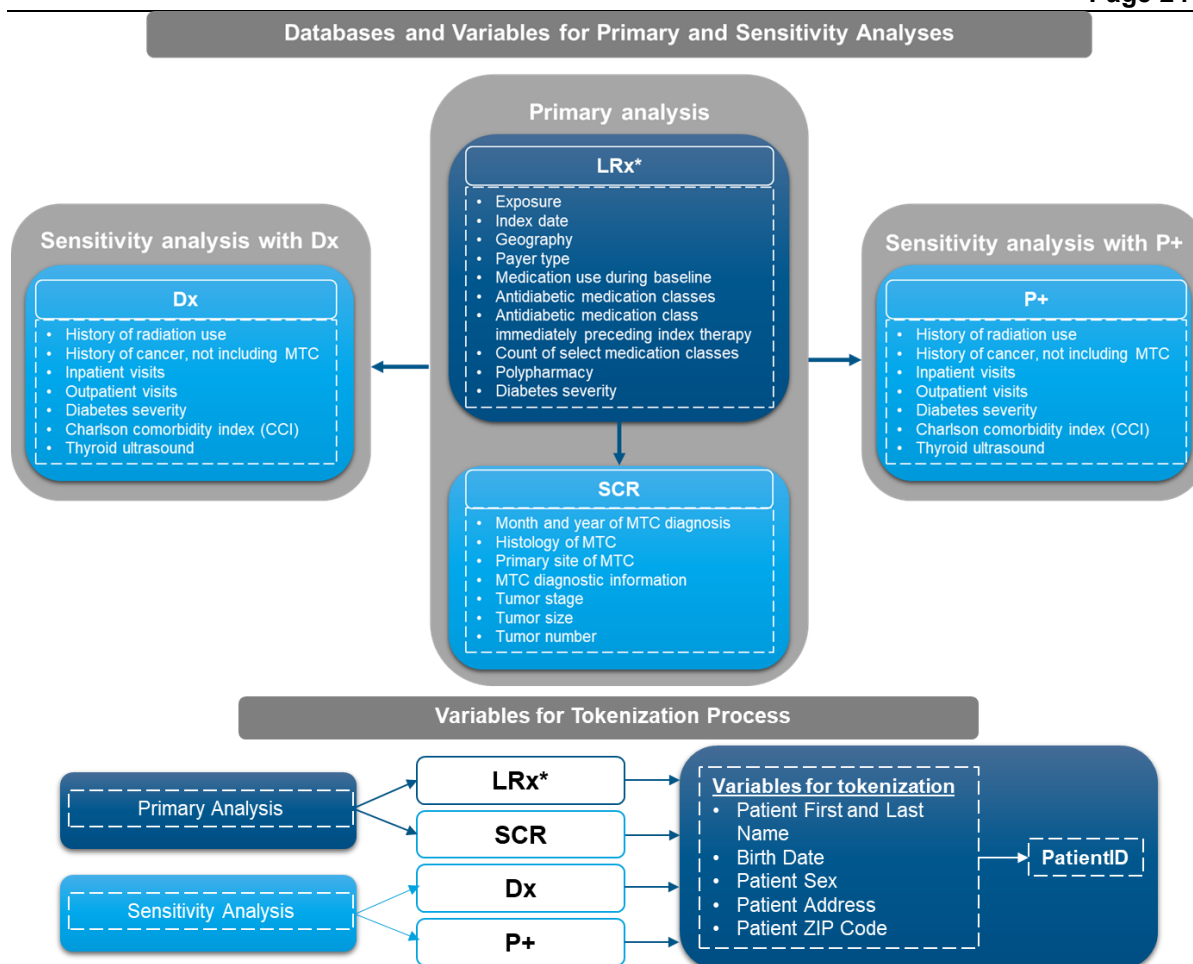 Databases and Variables for Primary and Sensitivity Analyses
Primary analysis
LRx*
• Exposure
• Index date
• Geography
• Payer type
• Medication use during baseline
• Antidiabetic medication classes
• Antidiabetic medication class
immediately preceding index therapy
• Count of select medication classes
• Polypharmacy
• Diabetes severity
Sensitivity analysis with Dx
Dx
• History of radiation use
• History of cancer, not including MTC
• Inpatient visits
• Outpatient visits
• Diabetes severity
• Charlson comorbidity index (CCI)
• Thyroid ultrasound
Sensitivity analysis with P+
P+
• History of radiation use
• History of cancer, not including MTC
• Inpatient visits
• Outpatient visits
• Diabetes severity
• Charlson comorbidity index (CCI)
• Thyroid ultrasound
SCR
• Month and year of MTC diagnosis
• Histology of MTC
• Primary site of MTC
• MTC diagnostic information
• Tumor stage
• Tumor size
• Tumor number
Variables for Tokenization Process
Primary Analysis
Sensitivity Analysis
LRx*
SCR
Dx
P+
Variables for tokenization
• Patient First and Last
Name
• Birth Date
• Patient Sex
• Patient Address
• Patient ZIP Code
PatientID